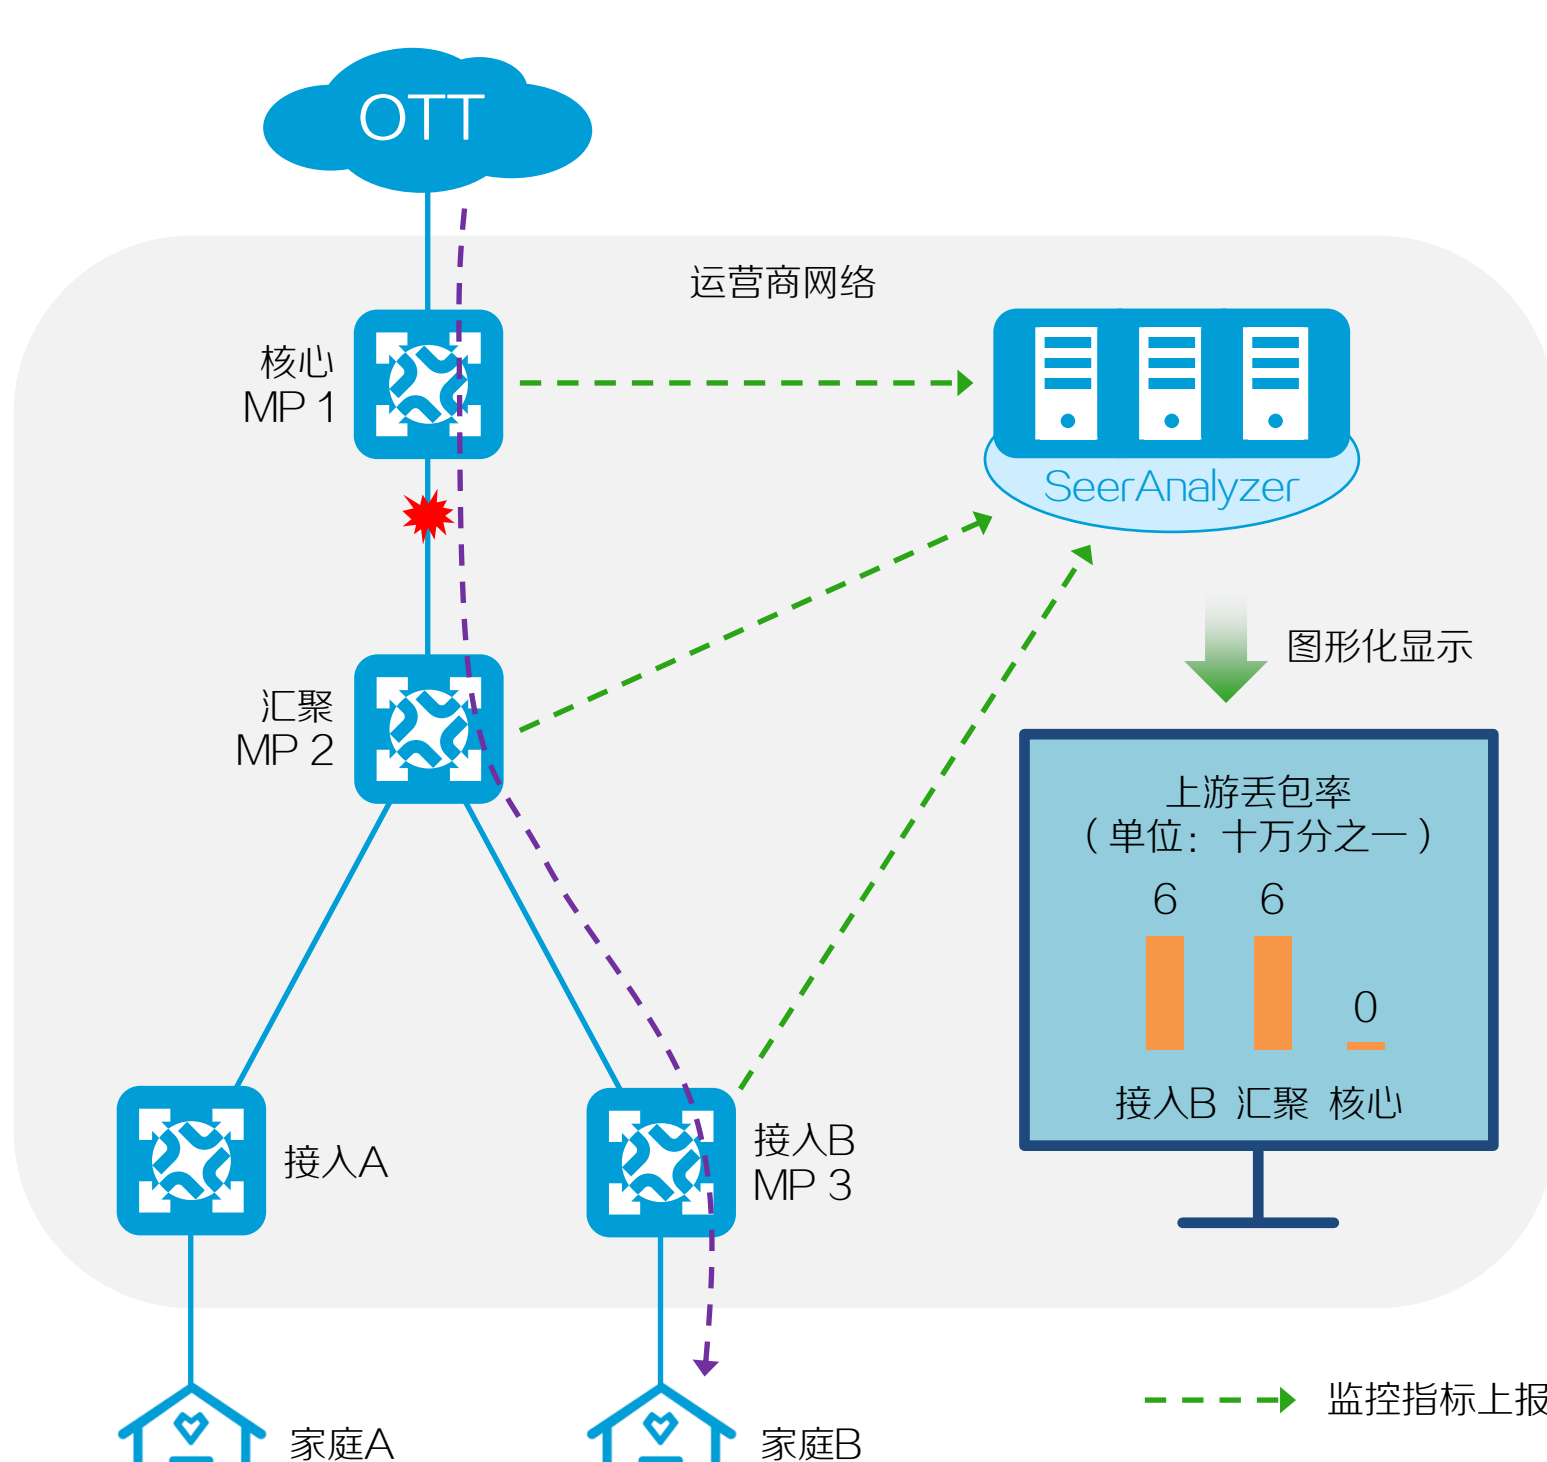 OTT
运营商网络
核心
MP 1
SeerAnalyzer
图形化显示
汇聚
MP 2
上游丢包率
（单位：十万分之一）
6 6 0
接入B 汇聚 核心
接入A
接入B
MP 3
监控指标上报
家庭A
家庭B